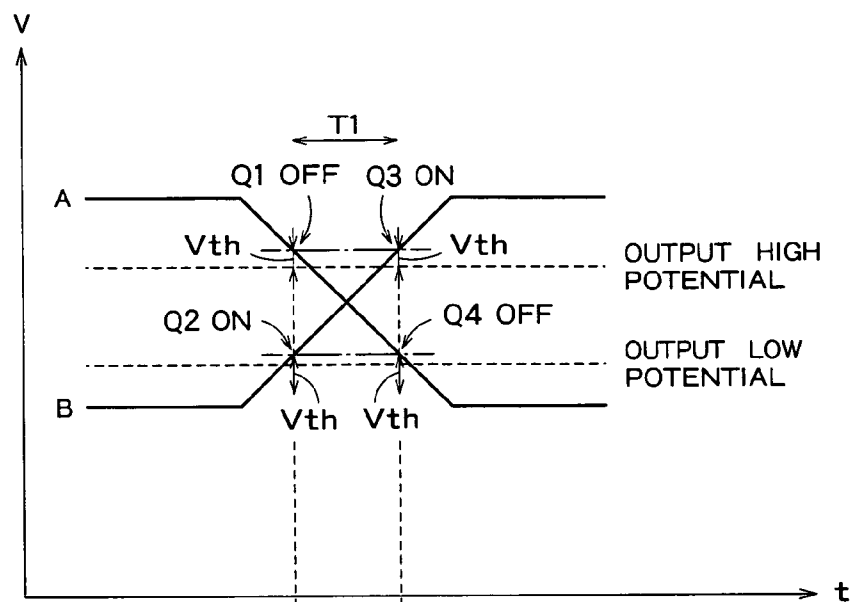 V
T1
Q1 OFF
Q3 ON
A
Vth
Vth
OUTPUT HIGH
POTENTIAL
Q2 ON
Q4 OFF
OUTPUT LOW
POTENTIAL
B
Vth
Vth
t